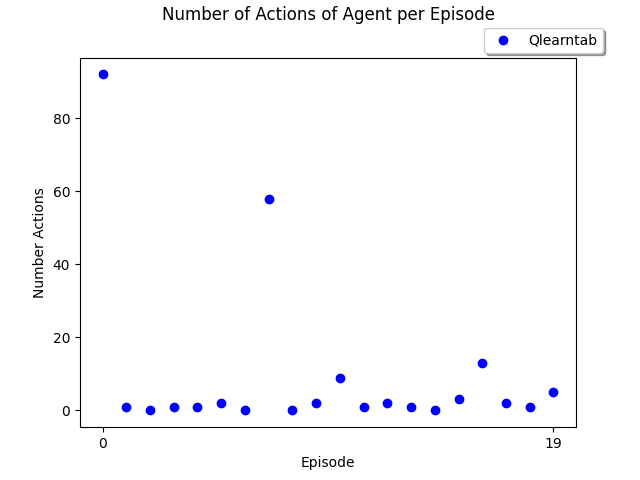 Number of Actions of Agent per Episode
Qlearntab
Number Actions
80
60
40
20
0
0
19
Episode